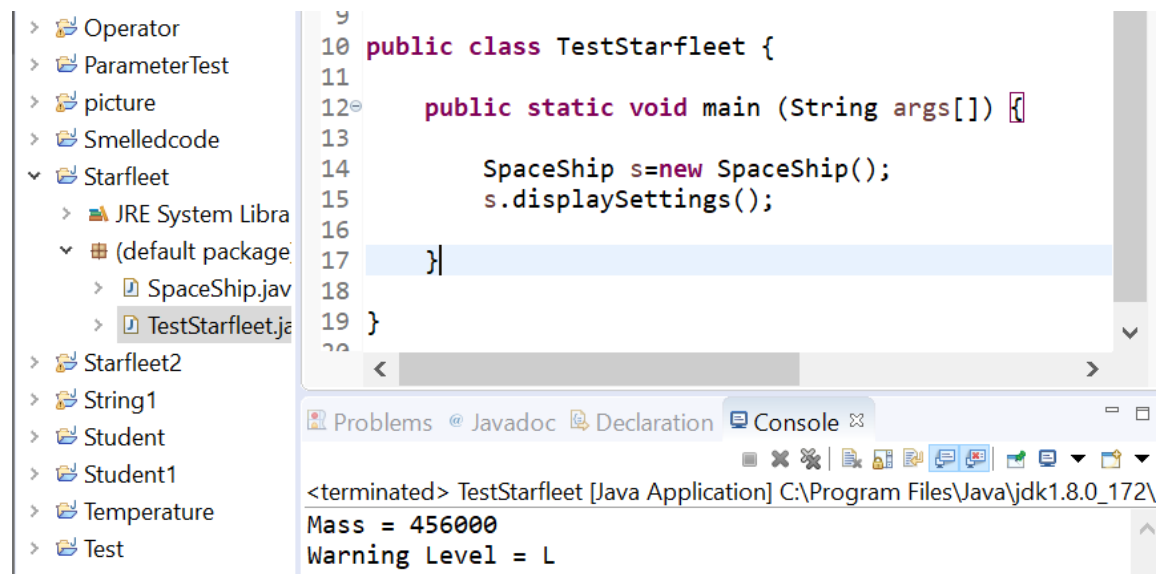 Operator
ParameterTest
picture
Smelledcode
Starfleet
JRE System Libra
(default package
SpaceShip.jav
TestStarfleet.ja
Starfleet2
String1
Student
Student1
Temperature
Test
9
10 public class TestStarfleet {
11
12 public static void main (String args[]) {
13
14 SpaceShip s=new SpaceShip();
15 s.displaySettings();
16
17 }
18
19 }
20
Problems @ Javadoc Declaration Console
<terminated> TestStarfleet [Java Application] C:\Program Files\Java\jdk1.8.0_172\
Mass = 456000
Warning Level = L